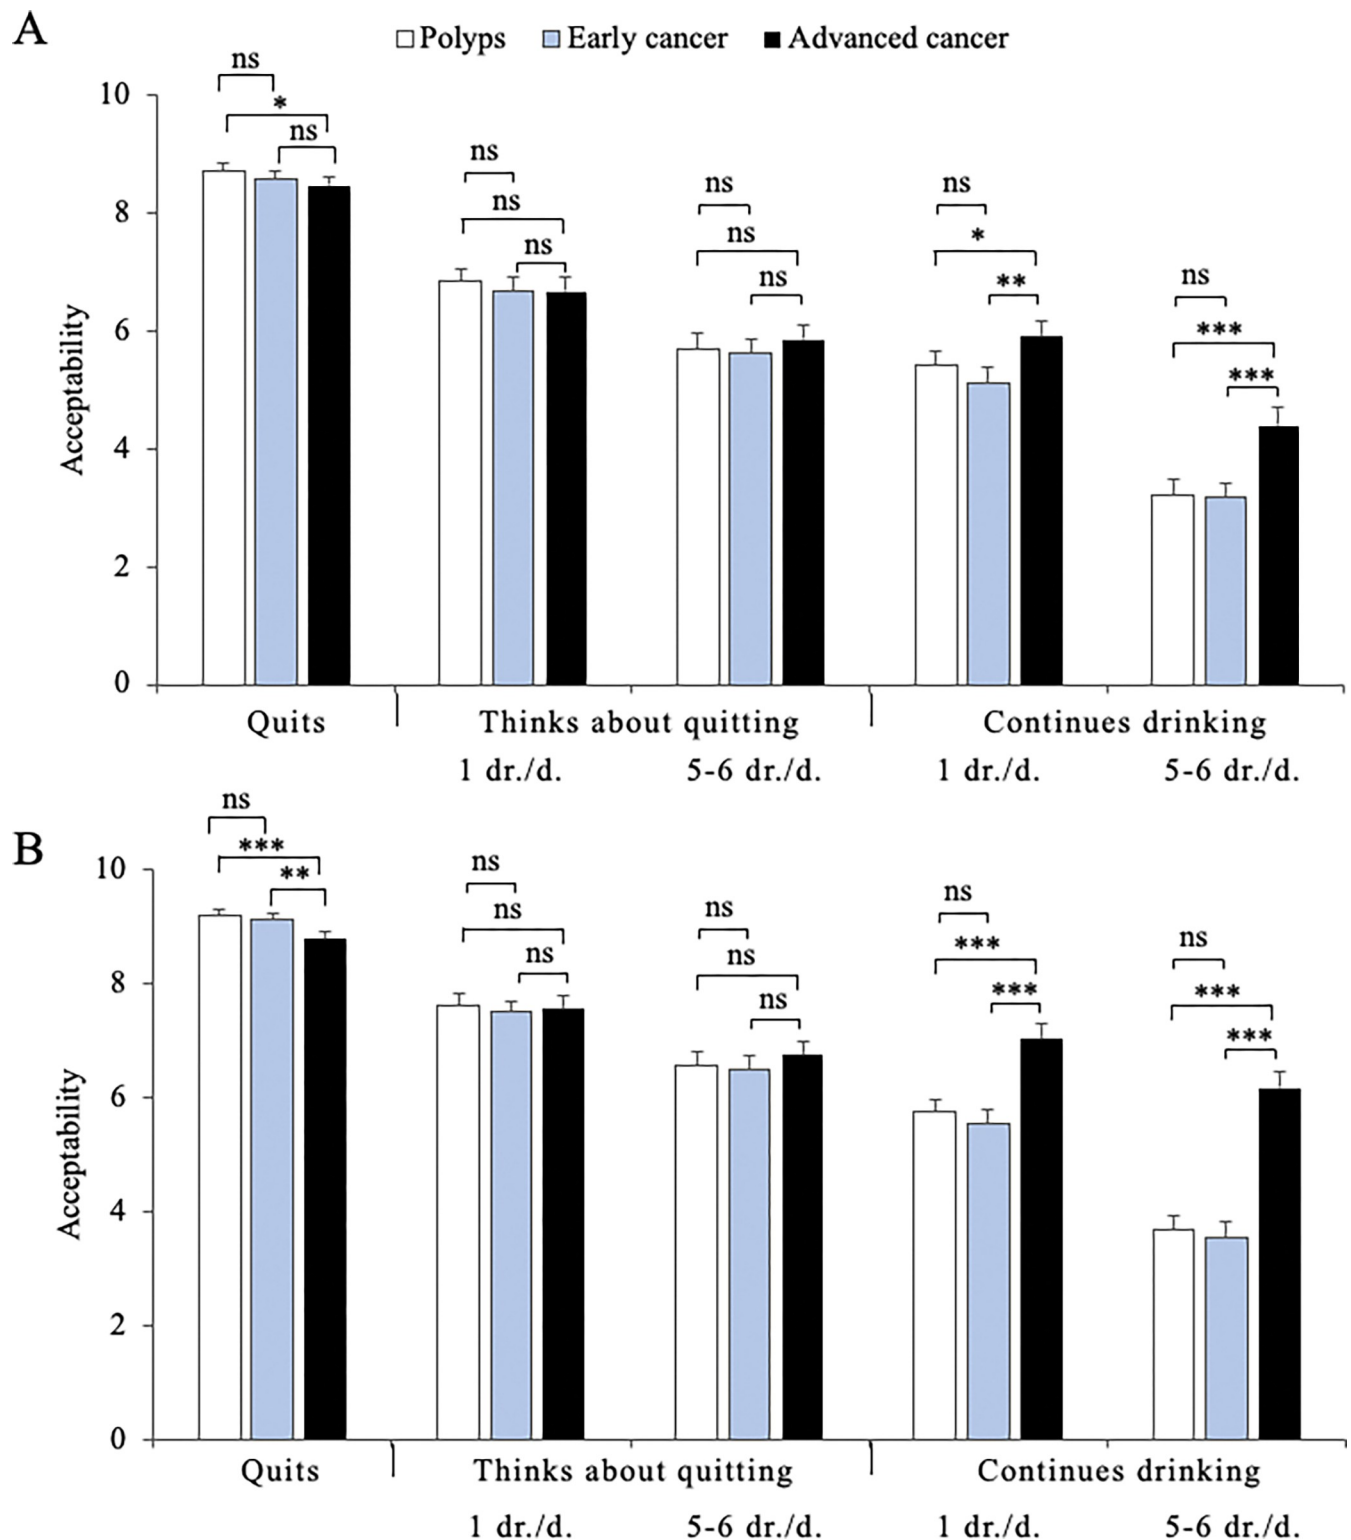 A
Polyps Early cancer Advanced cancer
ns
* 
ns
ns
ns
ns
ns
ns
ns
ns
*
**
ns
***
***
10
8
6
4
2
0
Acceptability
Quits Thinks about quitting Continues drinking
1 dr./d. 5-6 dr./d. 1 dr./d. 5-6 dr./d.
B
ns
***
**
ns
ns
ns
ns
ns
ns
ns
***
***
ns
***
***
10
8
6
4
2
0
Acceptability
Quits Thinks about quitting Continues drinking
1 dr./d. 5-6 dr./d. 1 dr./d. 5-6 dr./d.